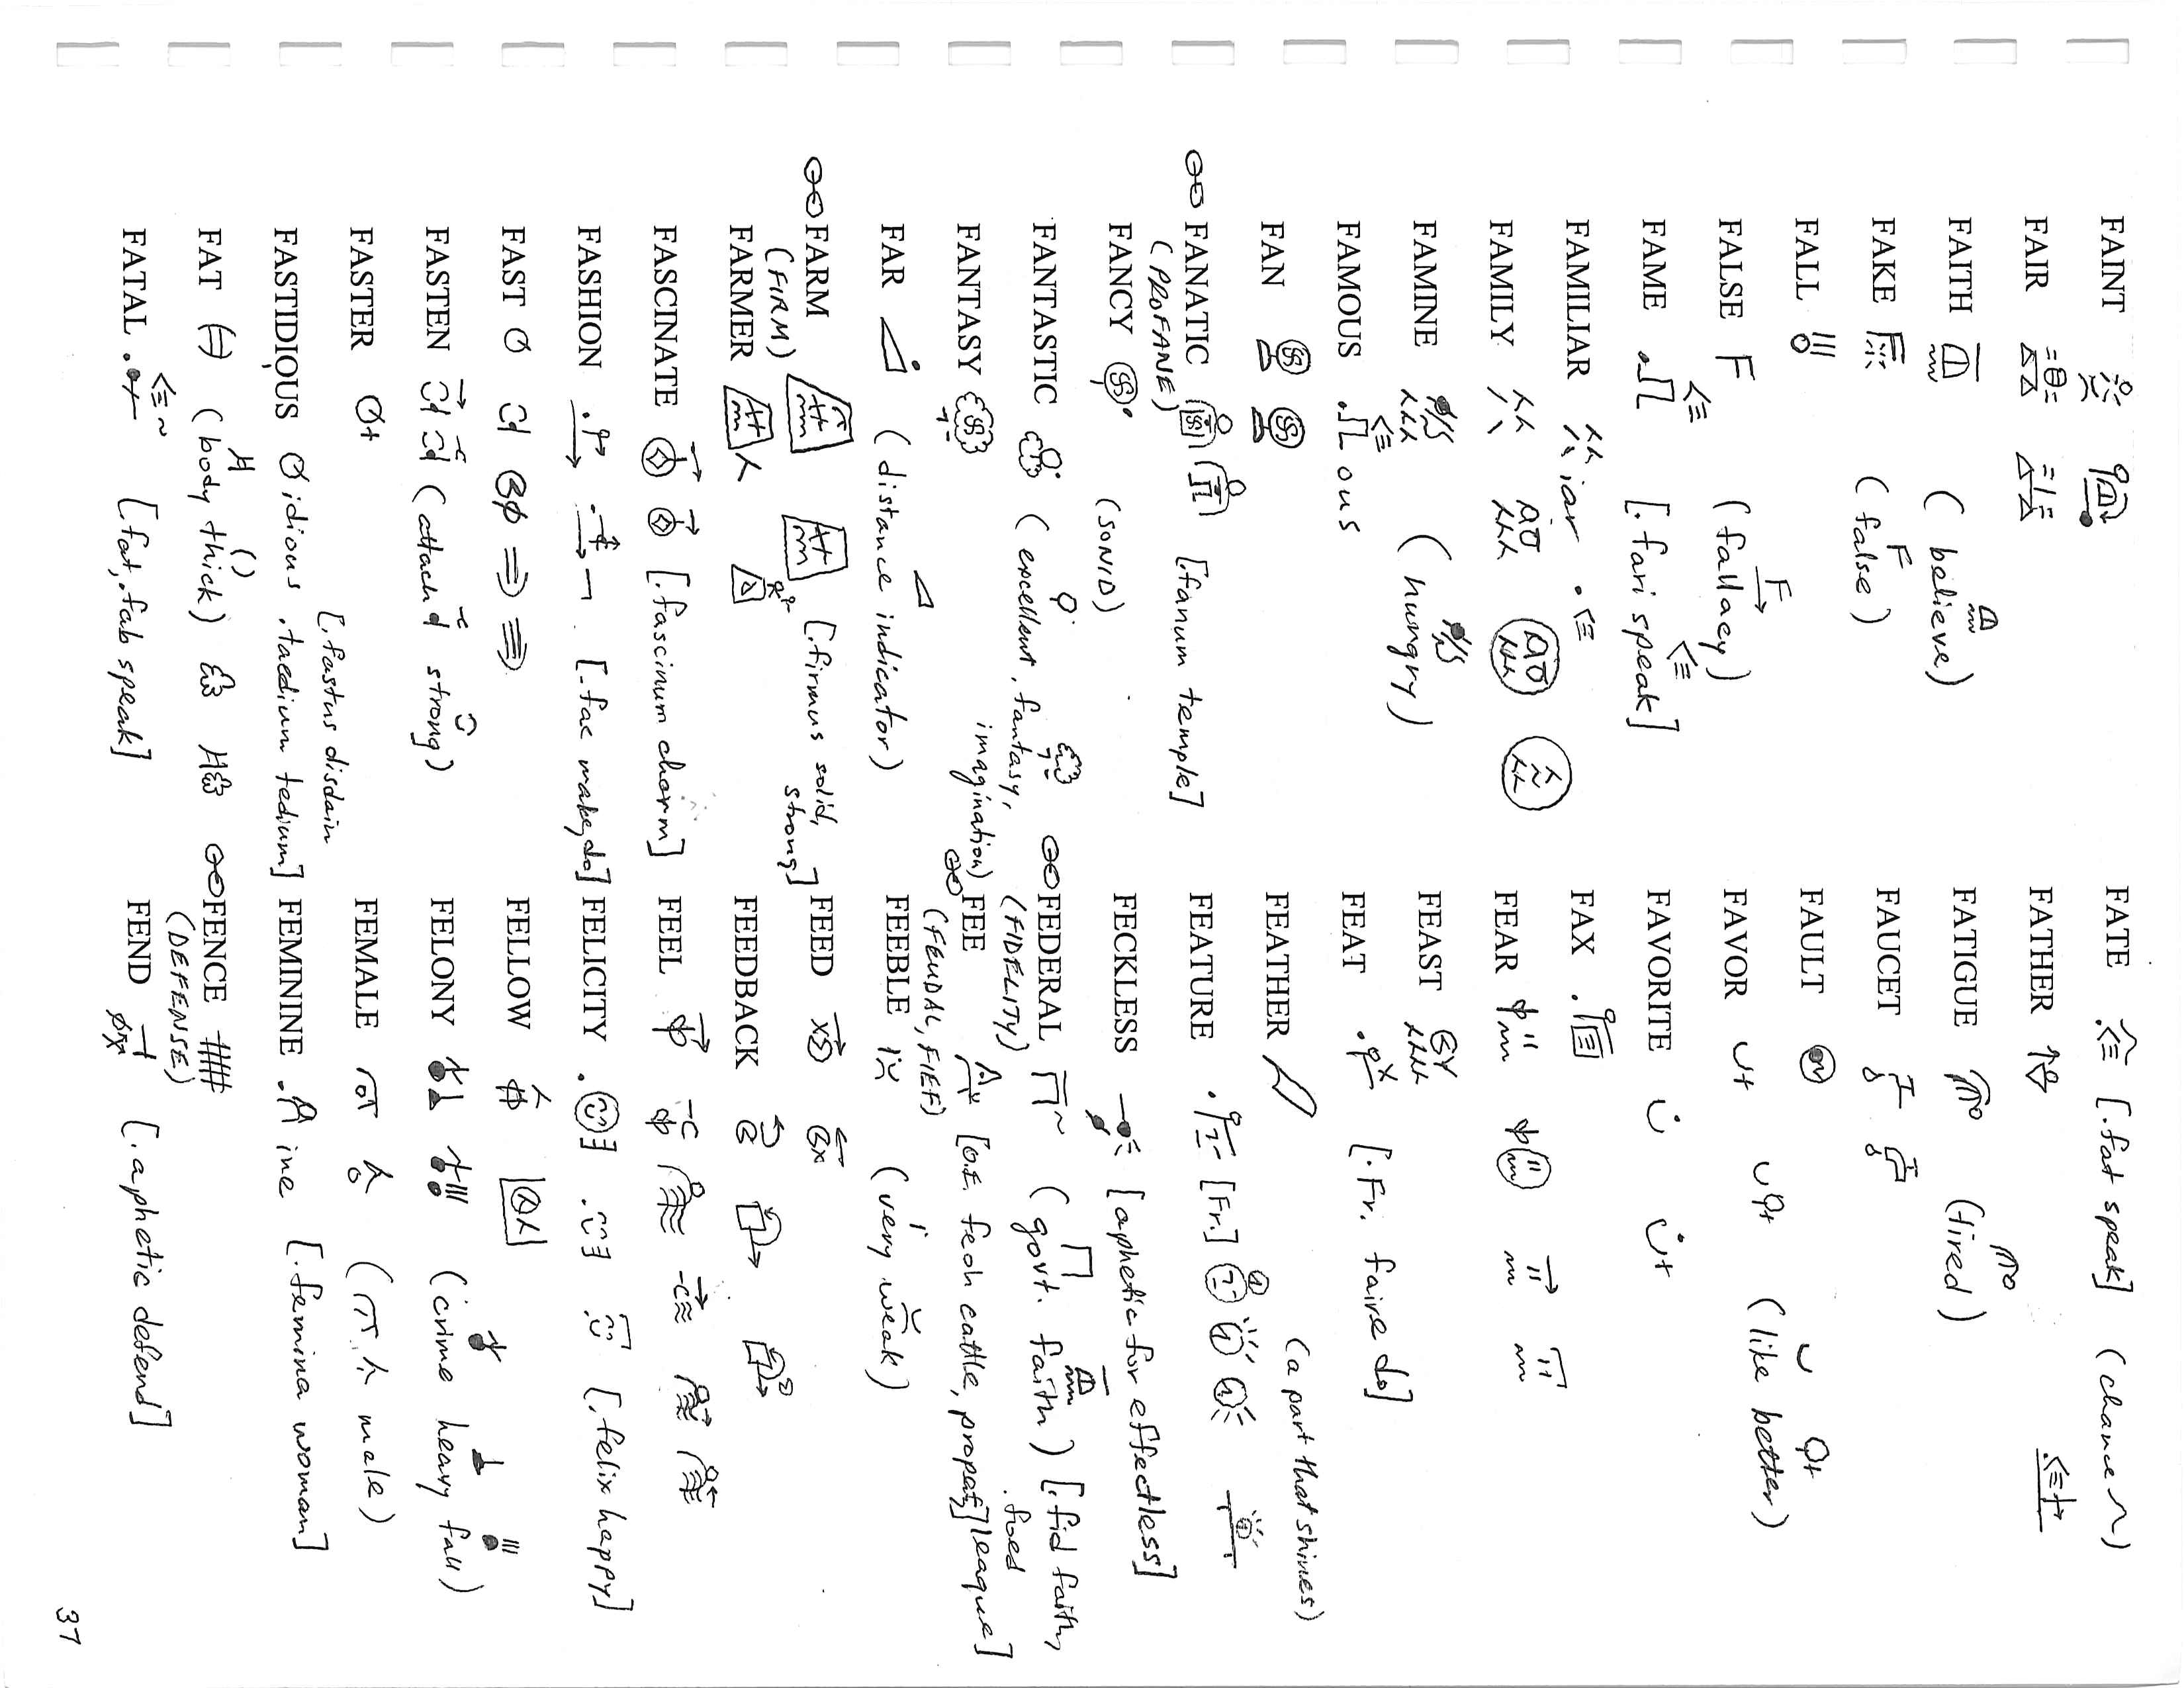 FAINT
FAIR
FAITH (believe)
FAKE (false)
F
FALL
FALSE F (fallacy)
F
FAME [.fari speak]
FAMILIAR iar
FAMILY
FAMINE (hungry)
FAMOUS ous
FAN
FANATIC [.fanum temple]
(PROFANE)
FANCY (SONID)
FANTASTIC (excellent, fantasy,
imagination)
FANTASY
FAR (distance indicator)
FARM [.firmus solid,
strong]
(FIRM)
FARMER
FASCINATE [.fascinum charm]
FASHION [.fac make, do]
FAST
FASTEN (attach strong)
FASTER
[.fastus disdain
FASTIDIOUS idious .taedium tedium]
FAT (body thick)
FATAL [.fat,.fab speak]
FATE [.fat speak] (chance)
FATHER
FATIGUE (tired)
FAUCET
FAULT
FAVOR (like better)
FAVORITE
FAX
FEAR
FEAST
FEAT [.Fr. faire do]
FEATHER (a part that shines)
FEATURE [Fr.]
FECKLESS [aphetic for effectless]
FEDERAL (govt. faith) [.fid faith,
(FIDELITY) .foed
league]
FEE [O.E. feoh cattle, property]
(FEUDAL, FIEF)
FEEBLE (very weak)
FEED
FEEDBACK
FEEL
FELICITY [.felix happy]
FELLOW
FELONY (crime heavy fall)
FEMALE (male)
FEMININE ine [.femina woman]
FENCE
(DEFENSE)
FEND [.aphetic defend]
37